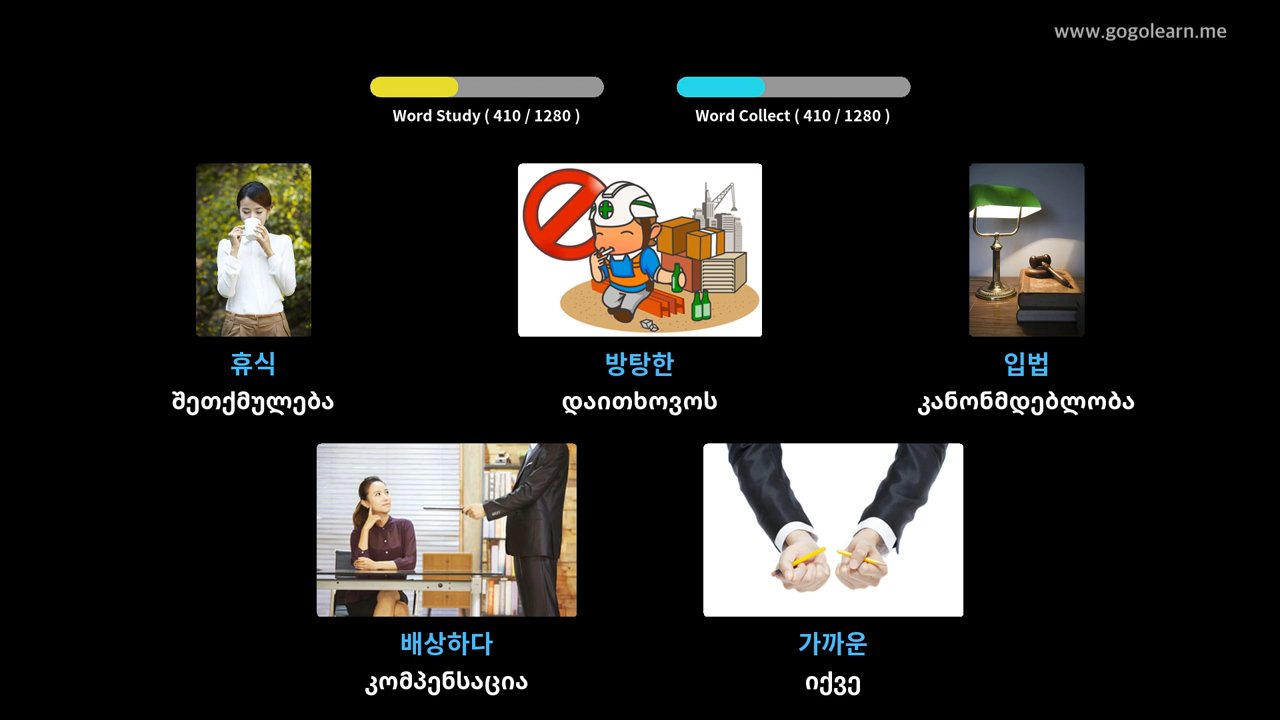 www.gogolearn.me
Word Study ( 410 / 1280 )
Word Collect ( 410 / 1280 )
휴식
შეთქმულება
방탕한
დაითხოვოს
입법
კანონმდებლობა
배상하다
კომპენსაცია
가까운
იქვე